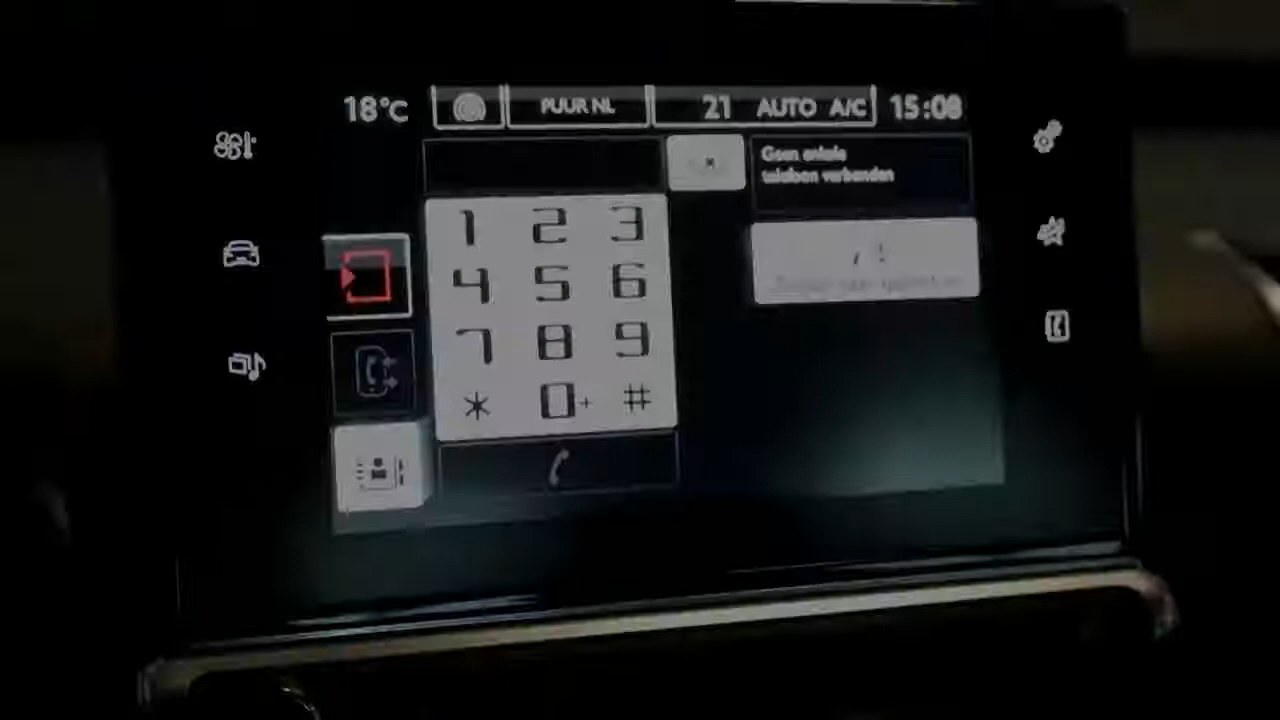 18°C PUUR NL 21 AUTO A/C 15:08
Geen enkele
telefoon verbonden
1 2 3
4 5 6
7 8 9
* 0+ #